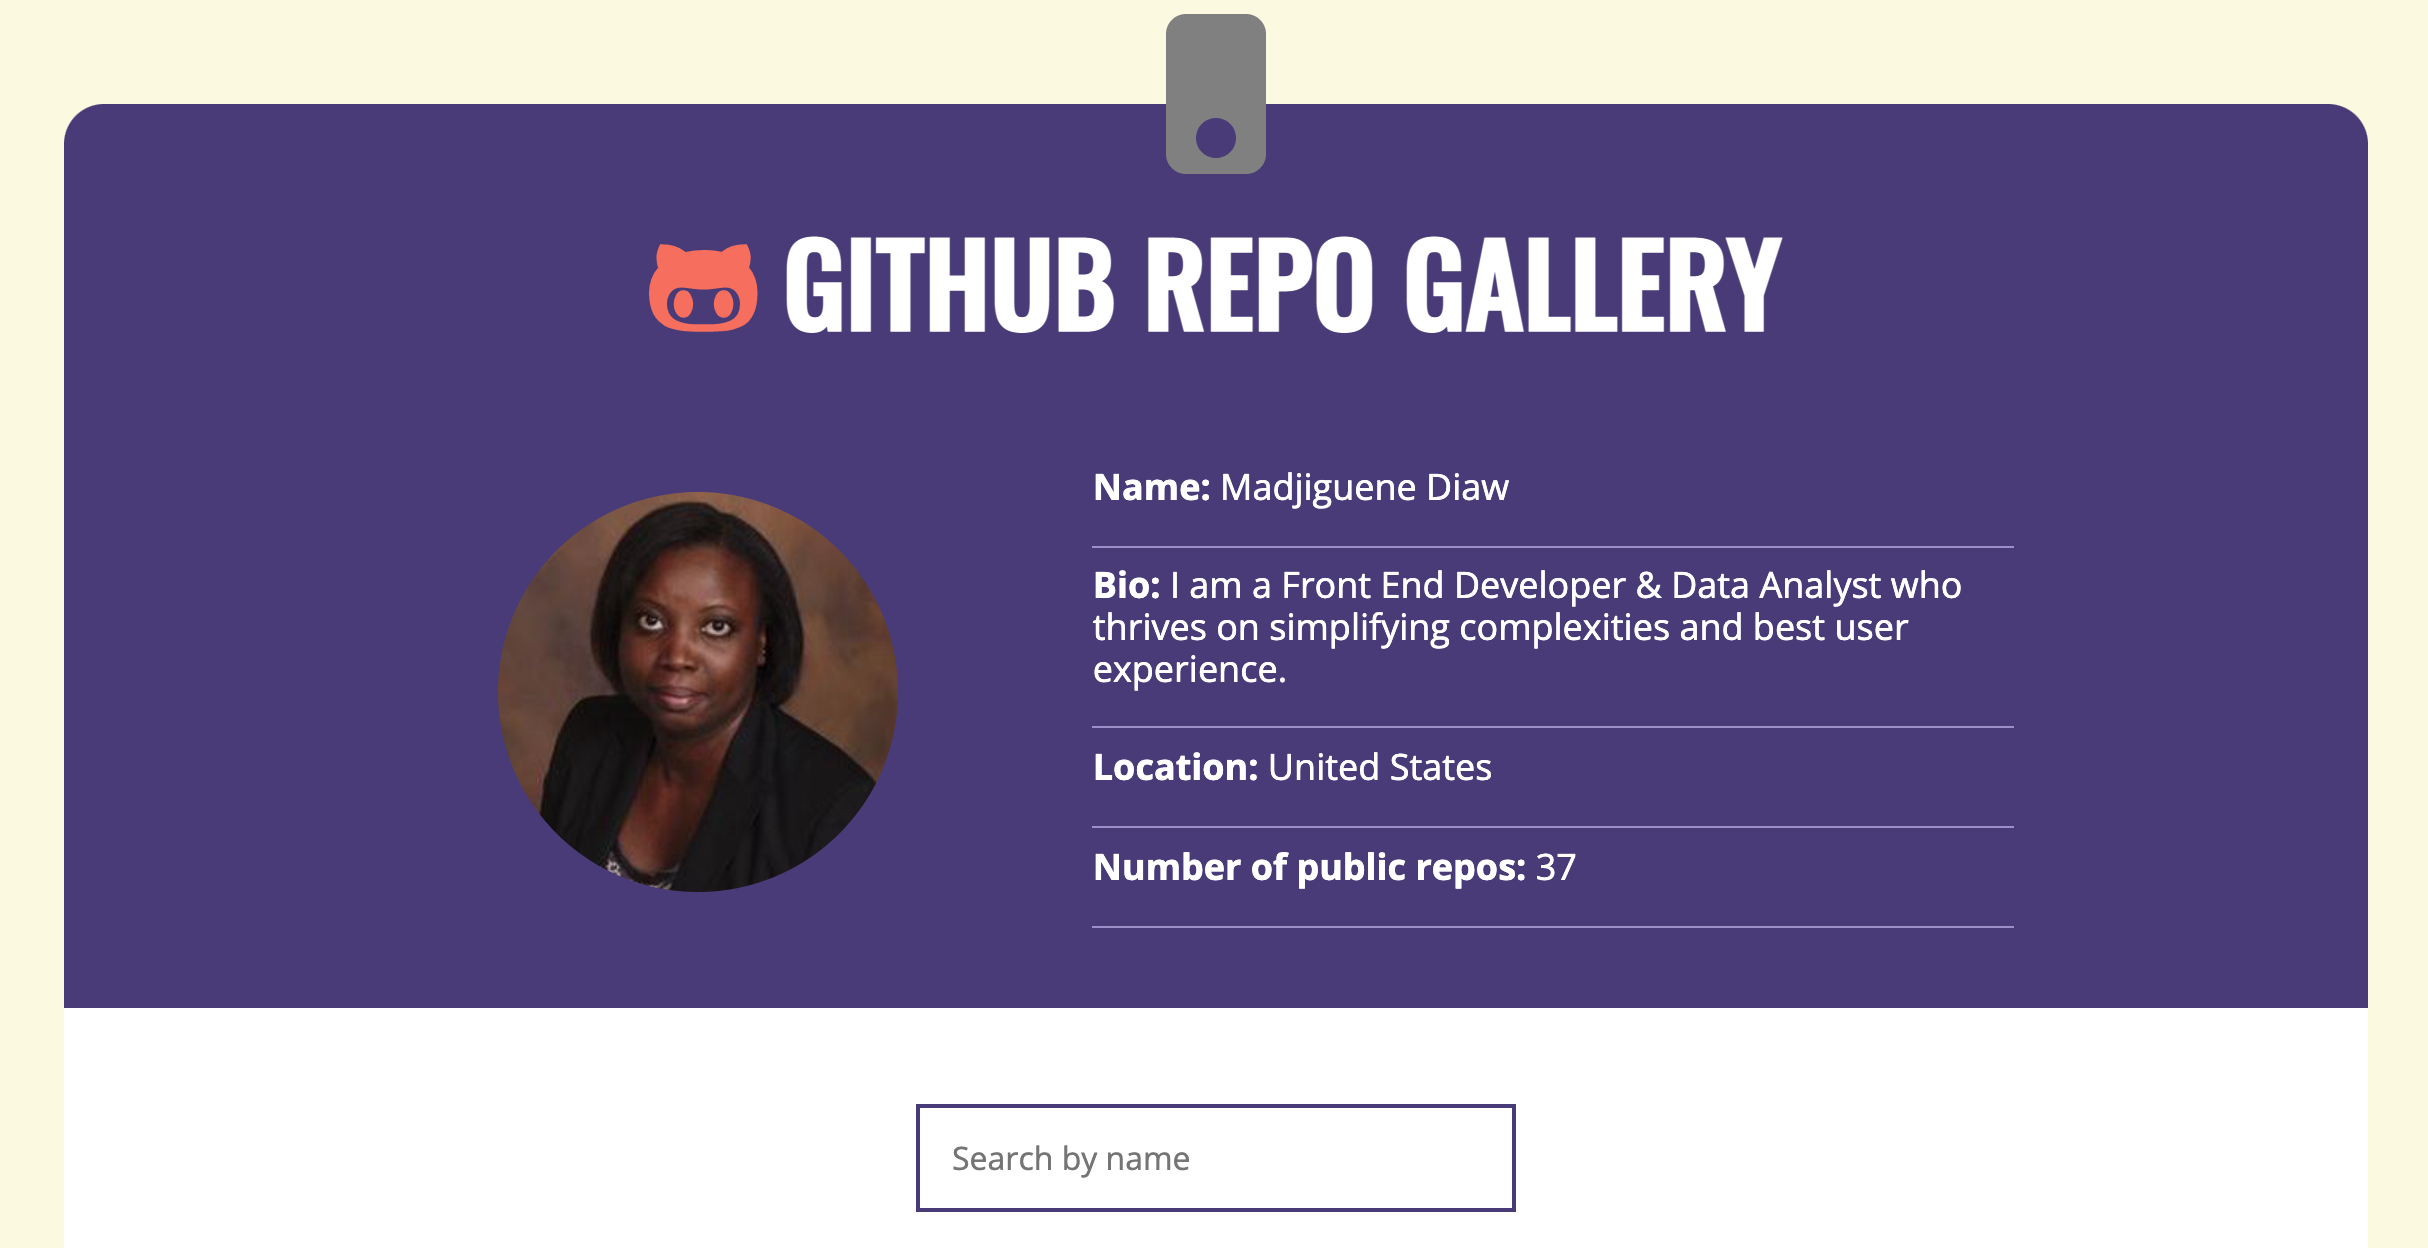 GITHUB REPO GALLERY
Name: Madjiguene Diaw
Bio: I am a Front End Developer & Data Analyst who
thrives on simplifying complexities and best user
experience.
Location: United States
Number of public repos: 37
Search by name